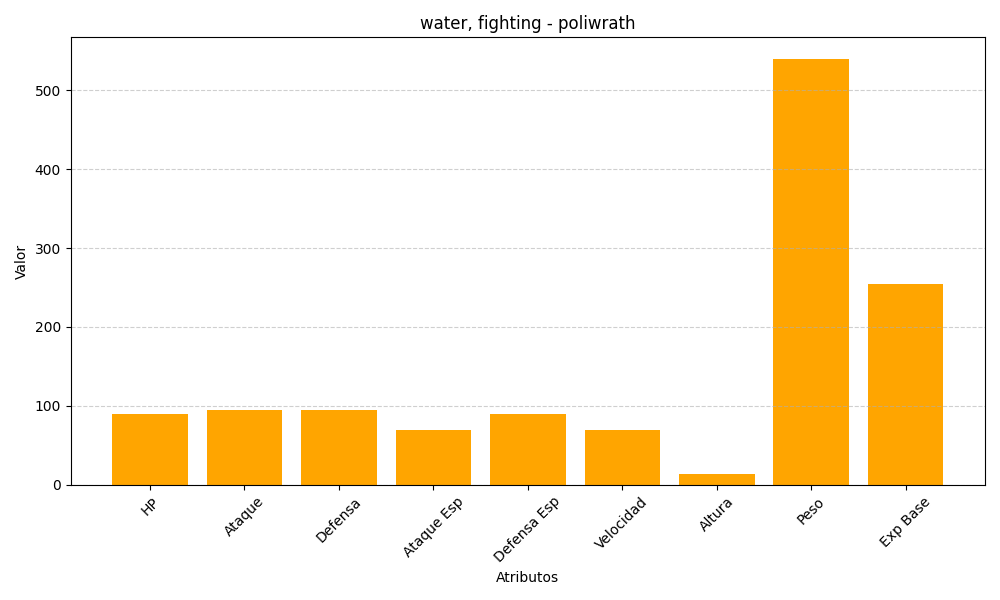 water, fighting - poliwrath
Valor
500
400
300
200
100
0
HP
Ataque
Defensa
Ataque Esp
Defensa Esp
Velocidad
Altura
Peso
Exp Base
Atributos